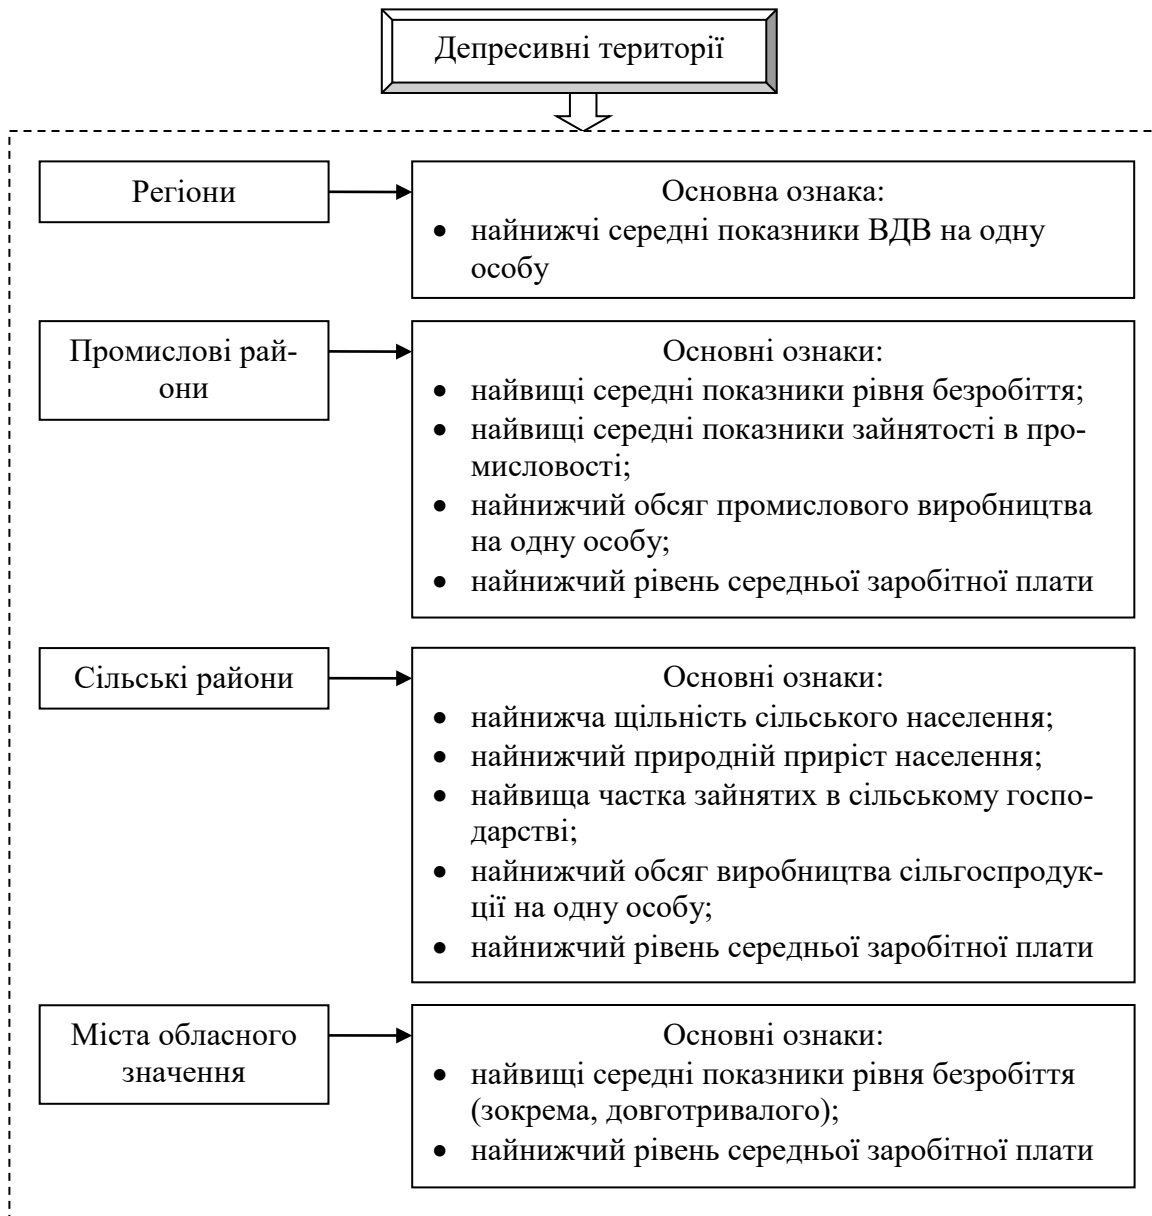 Депресивні території
Регіони
Основна ознака:
• найнижчі середні показники ВДВ на одну
особу
Промислові рай-
они
Основні ознаки:
• найвищі середні показники рівня безробіття;
• найвищі середні показники зайнятості в про-
мисловості;
• найнижчий обсяг промислового виробництва
на одну особу;
• найнижчий рівень середньої заробітної плати
Сільські райони
Основні ознаки:
• найнижча щільність сільського населення;
• найнижчий природній приріст населення;
• найвища частка зайнятих в сільському госпо-
дарстві;
• найнижчий обсяг виробництва сільгоспродук-
ції на одну особу;
• найнижчий рівень середньої заробітної плати
Міста обласного
значення
Основні ознаки:
• найвищі середні показники рівня безробіття
(зокрема, довготривалого);
• найнижчий рівень середньої заробітної плати